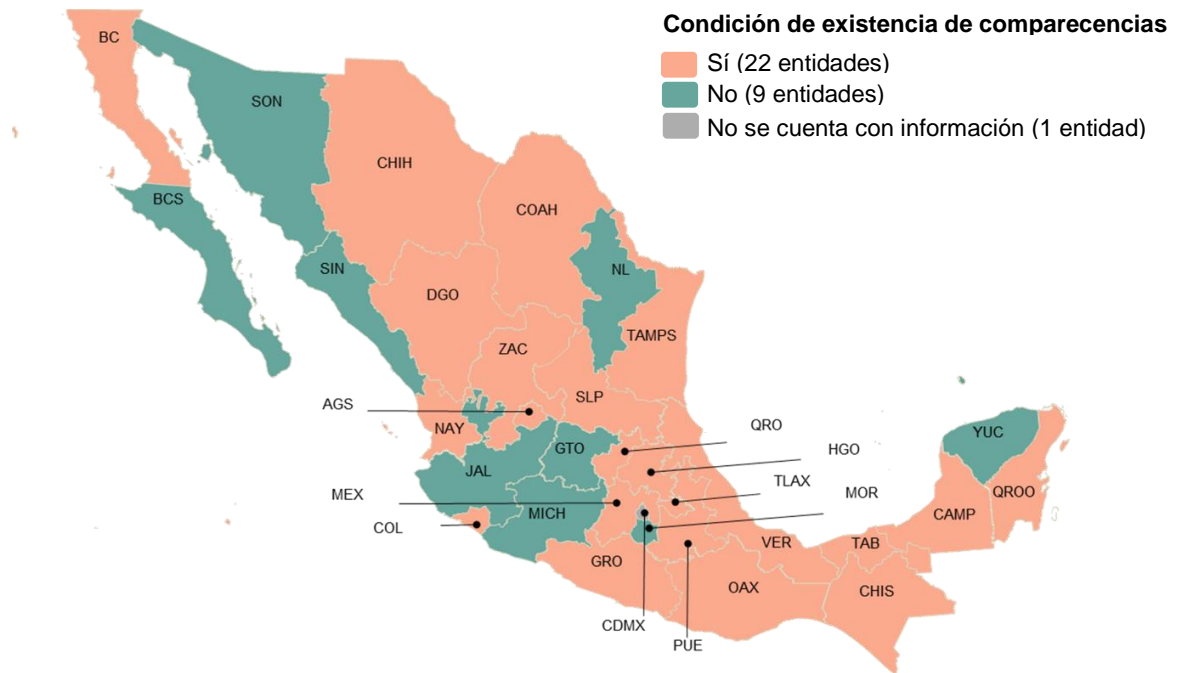 Condición de existencia de comparecencias
Sí (22 entidades)
No (9 entidades)
No se cuenta con información (1 entidad)
BC
SON
CHIH
BCS
COAH
SIN
NL
DGO
TAMPS
ZAC
SLP
AGS
NAY
QRO
YUC
GTO
HGO
JAL
TLAX
MEX
MOR
QROO
MICH
CAMP
COL
VER
TAB
GRO
OAX
CHIS
CDMX
PUE